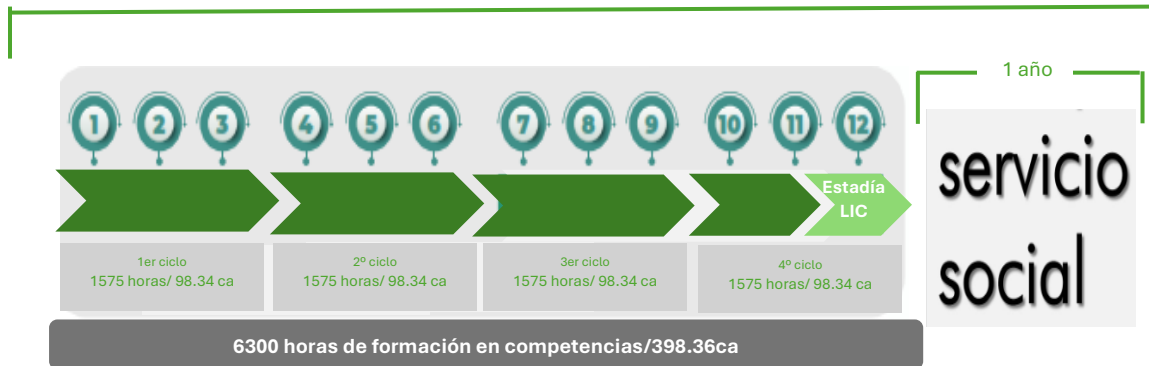 1 año
1 2 3 4 5 6 7 8 9 10 11 12
Estadía
LIC
1er ciclo
1575 horas/ 98.34 ca
2º ciclo
1575 horas/ 98.34 ca
3er ciclo
1575 horas/ 98.34 ca
4º ciclo
1575 horas/ 98.34 ca
6300 horas de formación en competencias/398.36ca
servicio
social